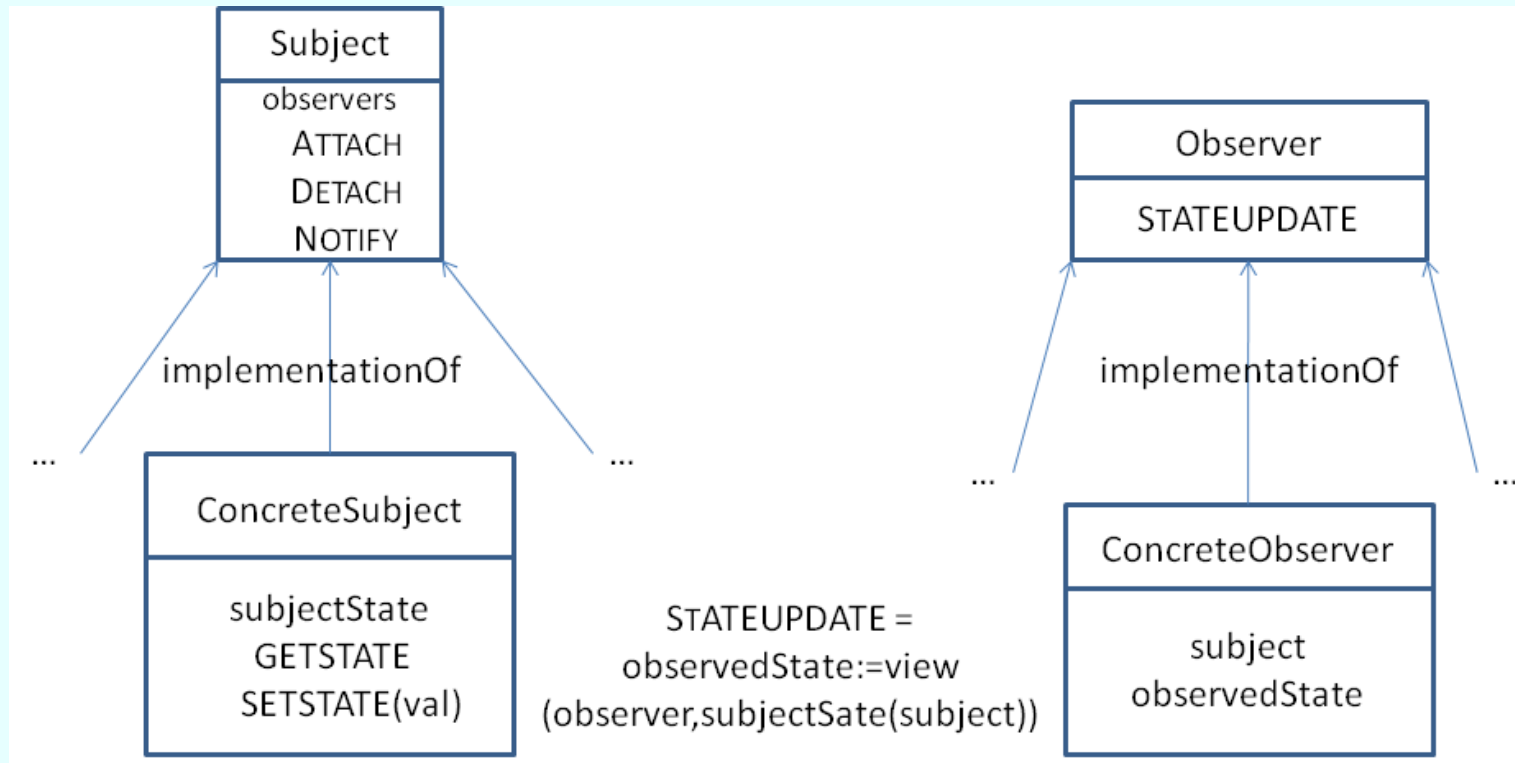 Subject
observers
ATTACH
DETACH
NOTIFY
Observer
STATEUPDATE
implementationOf
implementationOf
...
...
...
...
ConcreteSubject
subjectState
GETSTATE
SETSTATE(val)
STATEUPDATE =
observedState:=view
(observer,subjectSate(subject))
ConcreteObserver
subject
observedState